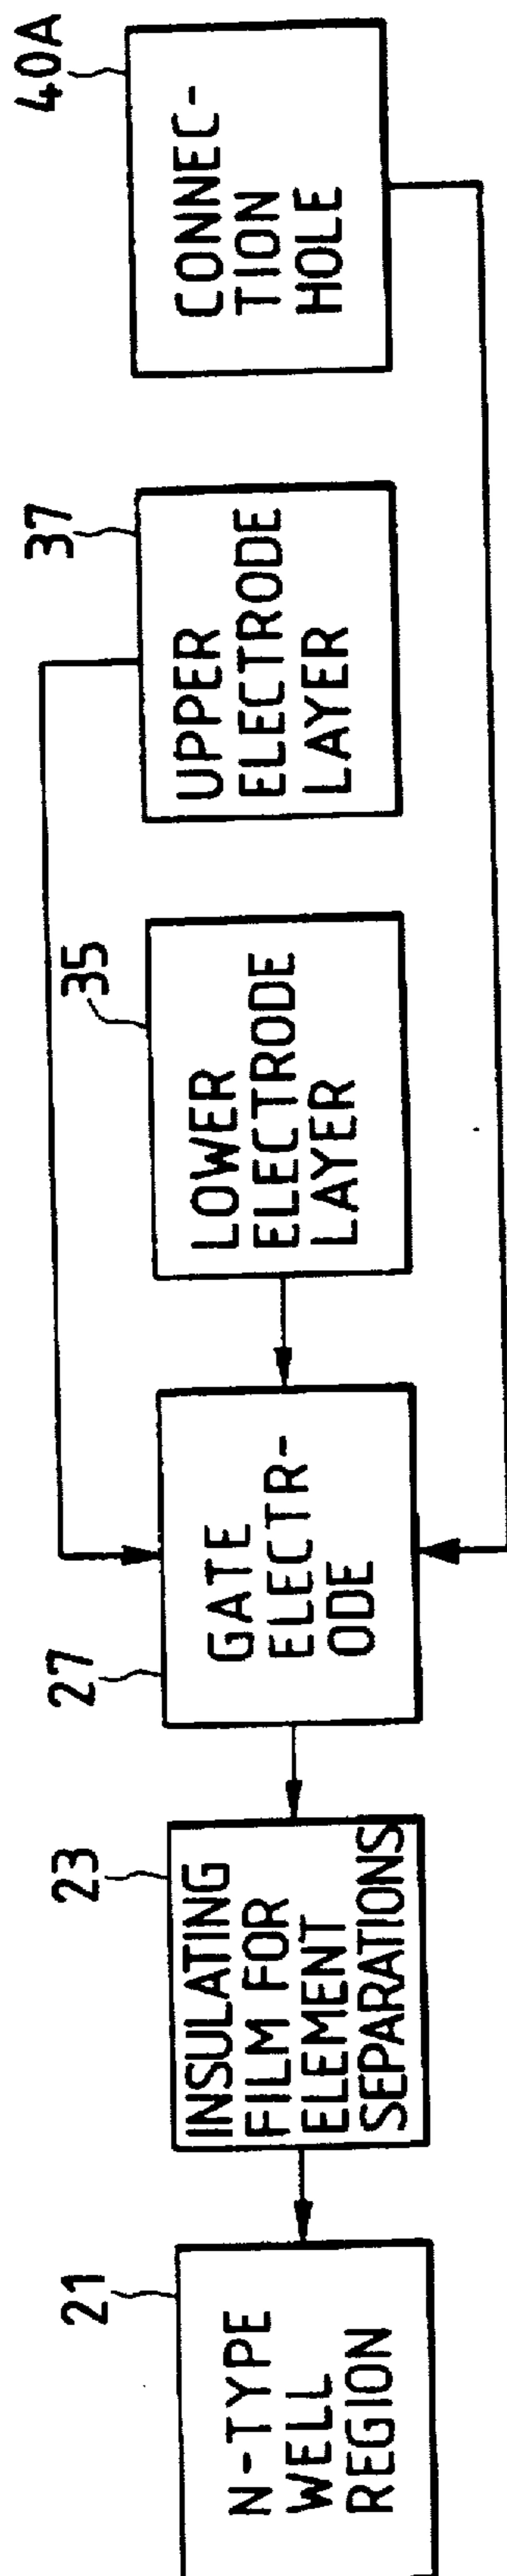 21
N-TYPE
WELL
REGION
23
INSULATING
FILM FOR
ELEMENT
SEPARATIONS
27
GATE
ELECTR-
ODE
35
LOWER
ELECTRODE
LAYER
37
UPPER
ELECTRODE
LAYER
40A
CONNEC-
TION
HOLE